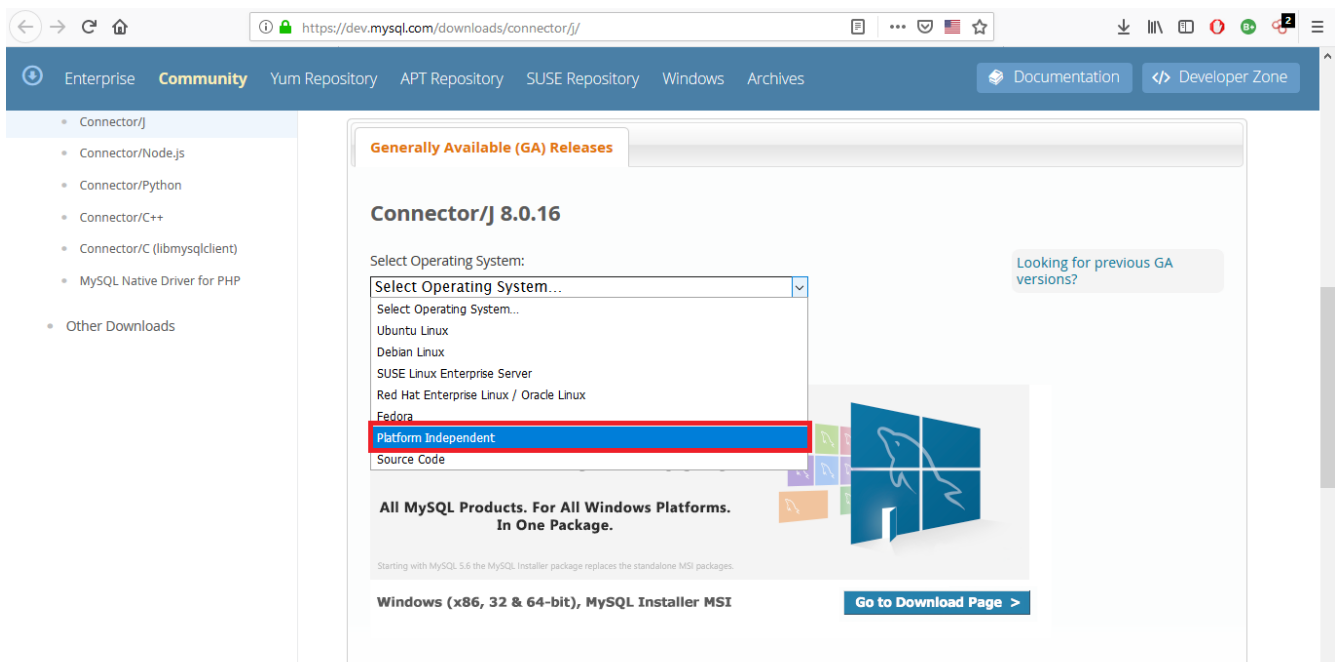 https://dev.mysql.com/downloads/connector/j/
2
Enterprise Community Yum Repository APT Repository SUSE Repository Windows Archives Documentation </> Developer Zone
Connector/J
Connector/Node.js
Connector/Python
Connector/C++
Connector/C (libmysqlclient)
MySQL Native Driver for PHP
Other Downloads
Generally Available (GA) Releases
Connector/J 8.0.16
Select Operating System:
Looking for previous GA
versions?
Select Operating System...
Select Operating System...
Ubuntu Linux
Debian Linux
SUSE Linux Enterprise Server
Red Hat Enterprise Linux / Oracle Linux
Fedora
Platform Independent
Source Code
All MySQL Products. For All Windows Platforms.
In One Package.
Starting with MySQL 5.6 the MySQL Installer package replaces the standalone MSI packages.
Windows (x86, 32 & 64-bit), MySQL Installer MSI
Go to Download Page >